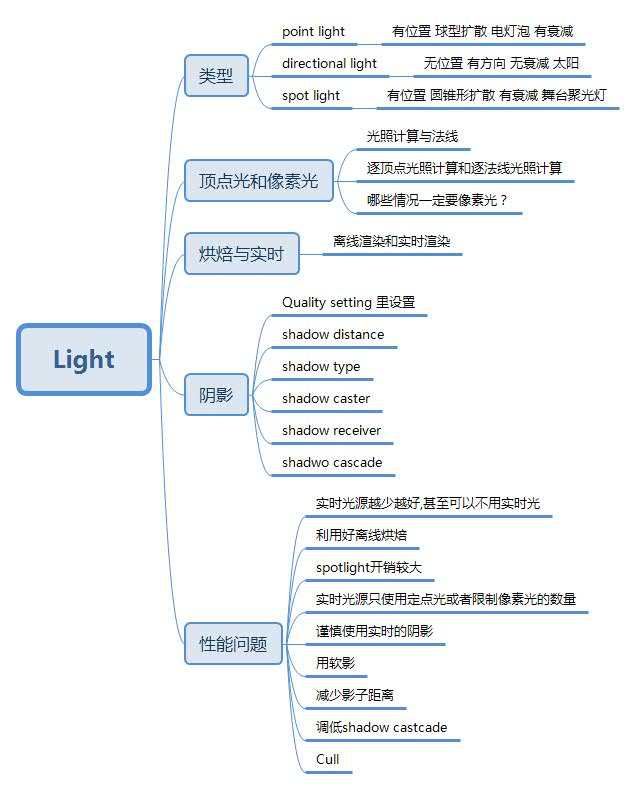 Light
类型
point light
有位置 球型扩散 电灯泡 有衰减
directional light
无位置 有方向 无衰减 太阳
spot light
有位置 圆锥形扩散 有衰减 舞台聚光灯
顶点光和像素光
光照计算与法线
逐顶点光照计算和逐法线光照计算
哪些情况一定要像素光？
烘焙与实时
离线渲染和实时渲染
阴影
Quality setting 里设置
shadow distance
shadow type
shadow caster
shadow receiver
shadwo cascade
性能问题
实时光源越少越好,甚至可以不用实时光
利用好离线烘焙
spotlight开销较大
实时光源只使用定点光或者限制像素光的数量
谨慎使用实时的阴影
用软影
减少影子距离
调低shadow castcade
Cull